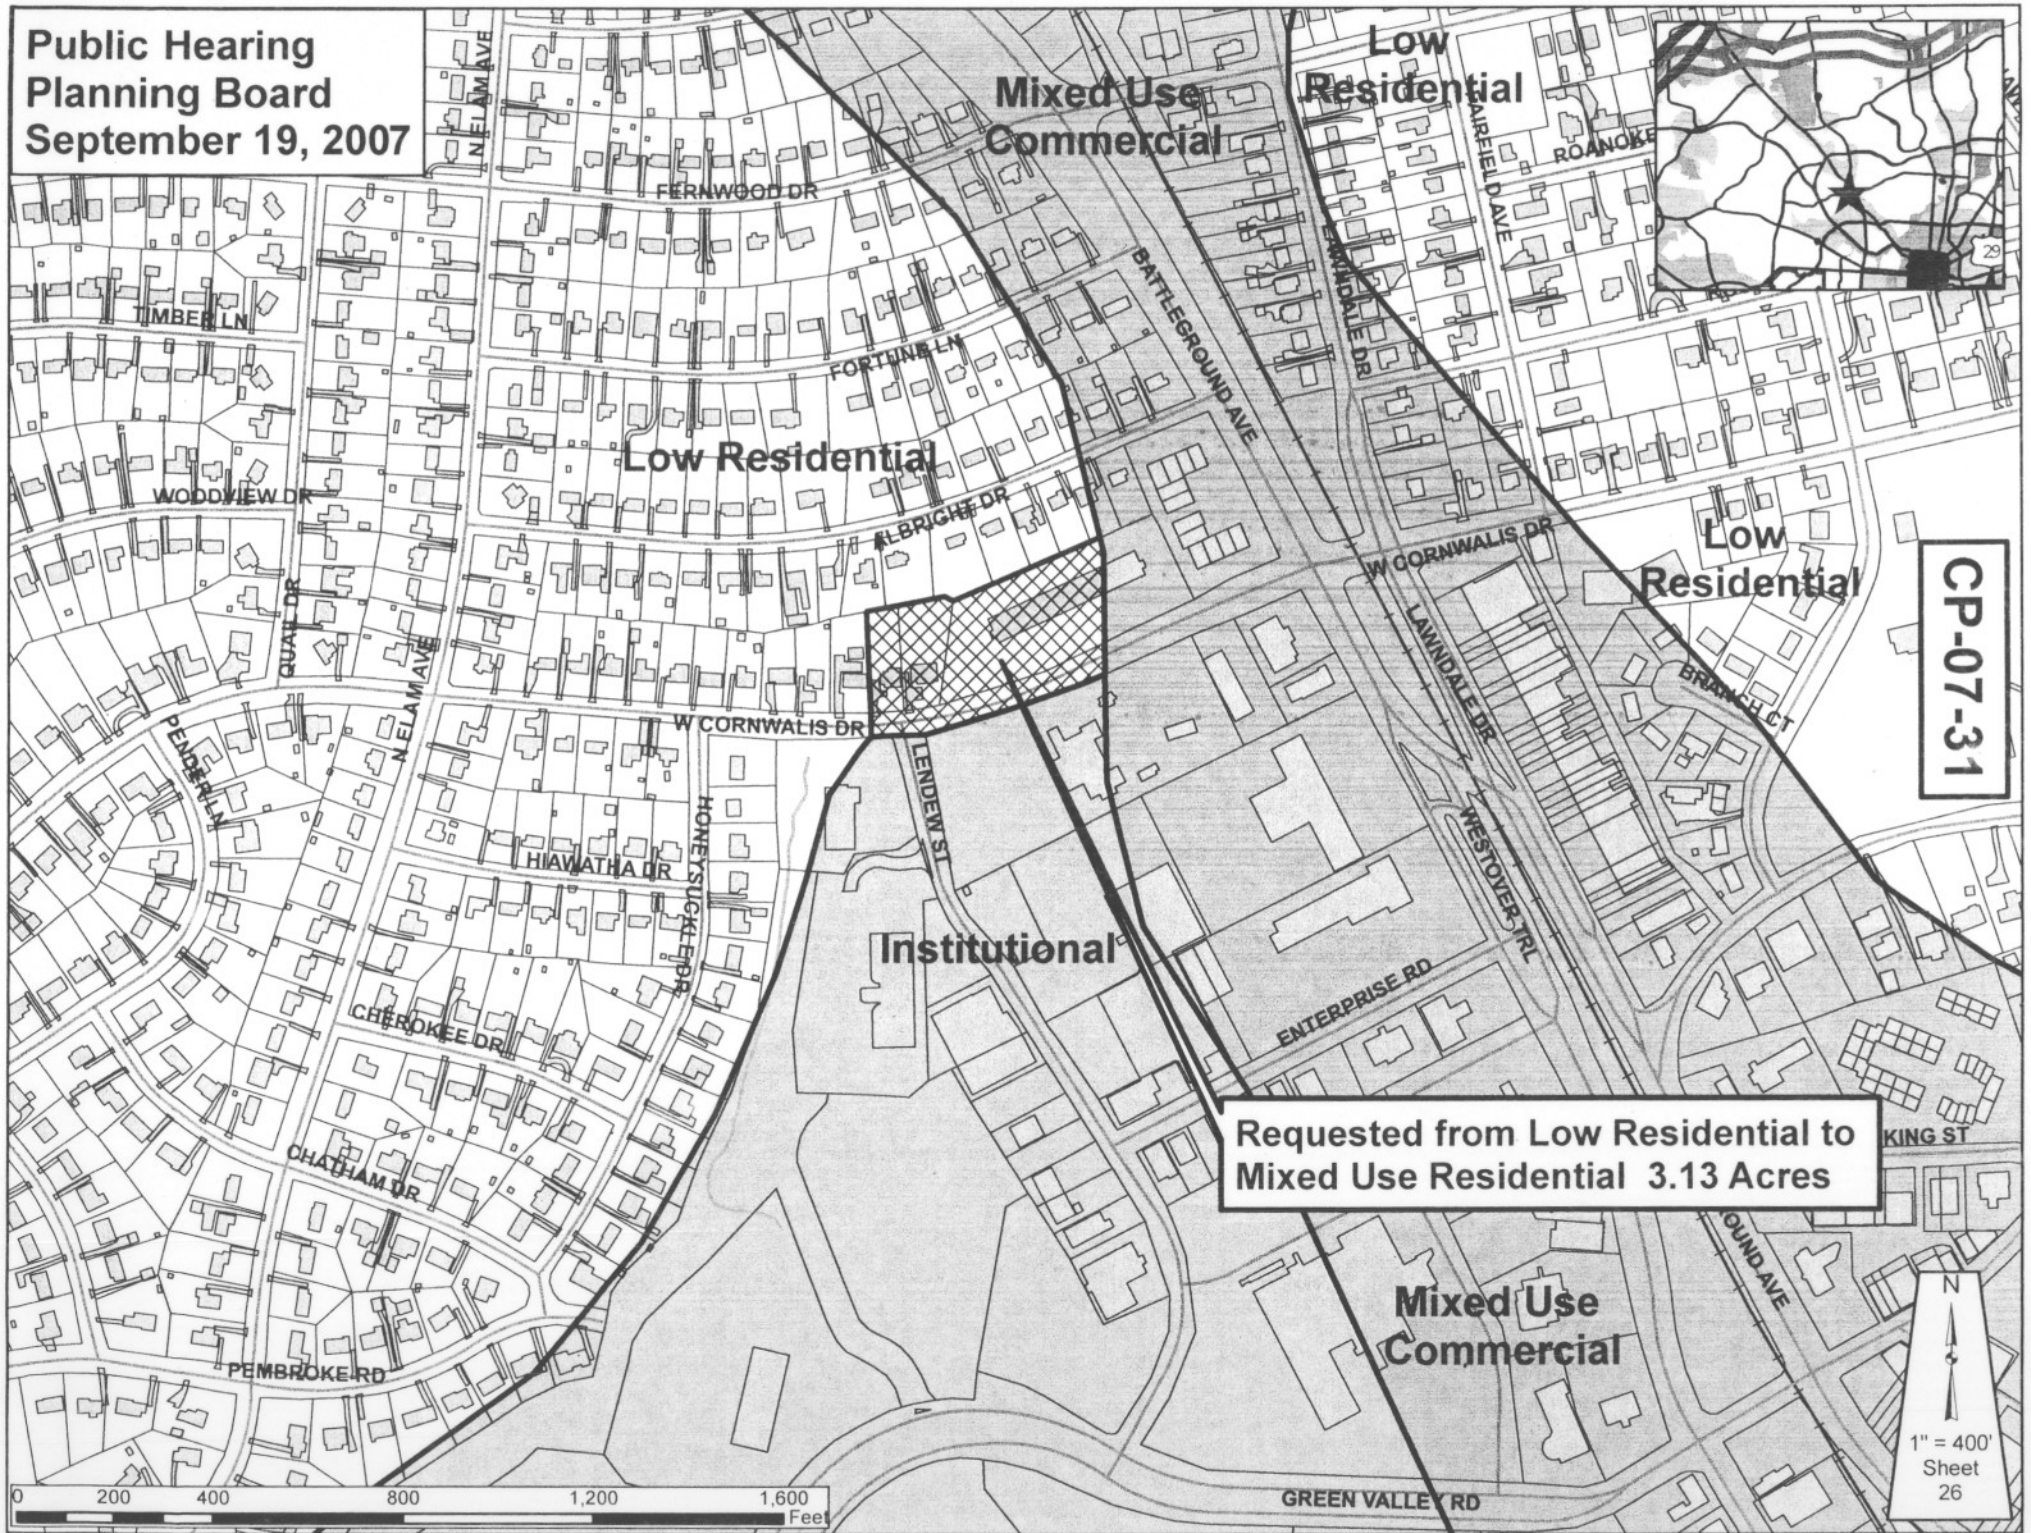 Public Hearing
Planning Board
September 19, 2007
N ELAM AVE
Mixed Use
Commercial
Low
Residential
FAIRFIELD AVE
ROANOKE
29
FERNWOOD DR
TIMBER LN
FORTUNE LN
BATTLEGROUND AVE
LAWNDALE DR
Low Residential
WOODVIEW DR
ALBRIGHT DR
W CORNWALIS DR
Low
Residential
CP-07-31
QUAIL DR
N ELAM AVE
W CORNWALIS DR
LAWNDALE DR
BRANCH CT
PENDER LN
LENDEW ST
HONEYSUCKLE DR
HIAWATHA DR
WESTOVER TRL
Institutional
ENTERPRISE RD
CHEROKEE DR
CHATHAM DR
Requested from Low Residential to
Mixed Use Residential 3.13 Acres
KING ST
OUND AVE
Mixed Use
Commercial
PEMBROKE RD
GREEN VALLEY RD
N
1" = 400'
Sheet
26
0 200 400 800 1,200 1,600
Feet